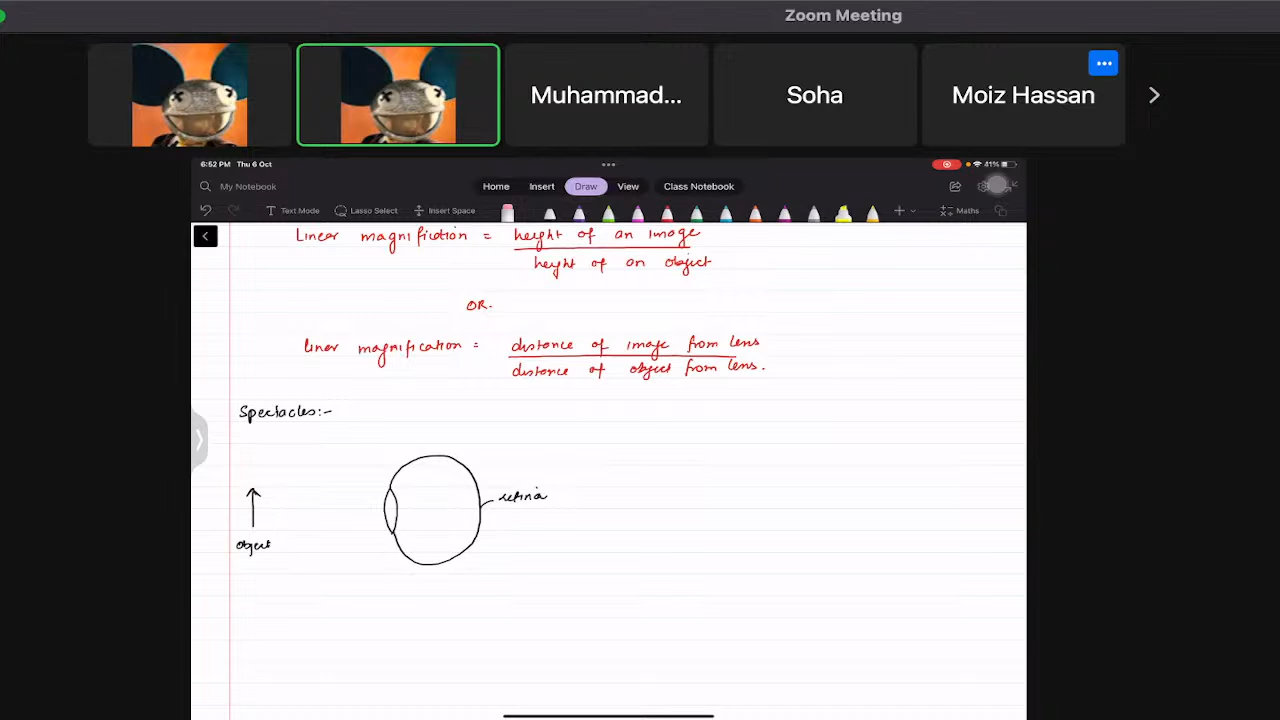 Zoom Meeting
Muhammad...
Soha
Moiz Hassan
6:52 PM Thu 6 Oct
41%
My Notebook
Home Insert Draw View Class Notebook
Text Mode Lasso Select Insert Space Maths
Linear magnifiction = height of an image
height of an object
OR.
linear magnification = distance of image from lens
distance of object from lens.
Spectacles:-
retina
object